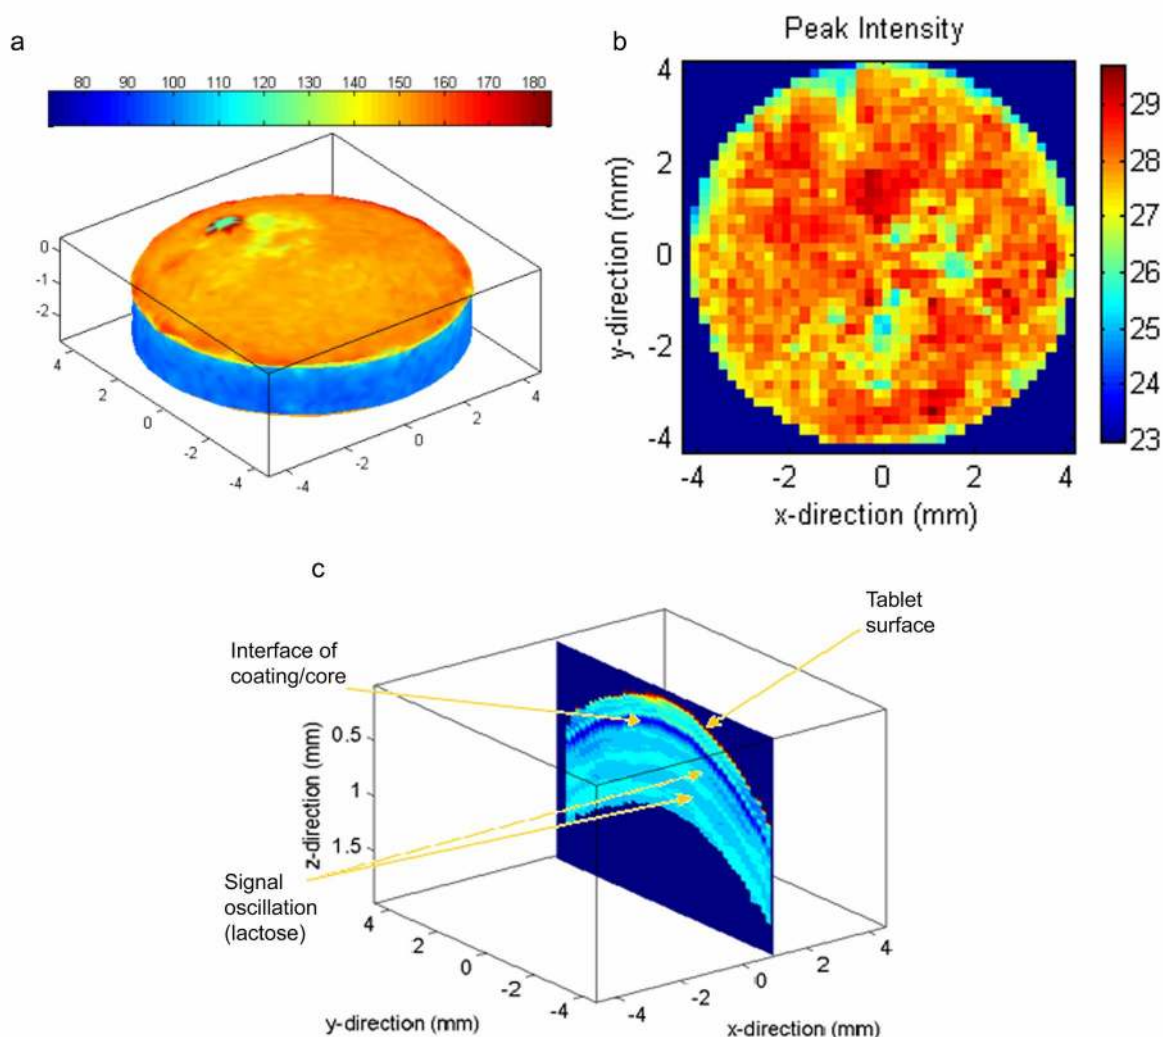 a
80 90 100 110 120 130 140 150 160 170 180
0
-1
-2
4
2
0
-2
-4
-4
-2
0
2
4
b
Peak Intensity
4
2
0
-2
-4
y-direction (mm)
-4 -2 0 2 4
x-direction (mm)
29
28
27
26
25
24
23
c
Interface of
coating/core
Tablet
surface
0.5
1
1.5
z-direction (mm)
Signal
oscillation
(lactose)
4
2
0
-2
-4
y-direction (mm)
-4
-2
0
2
4
x-direction (mm)